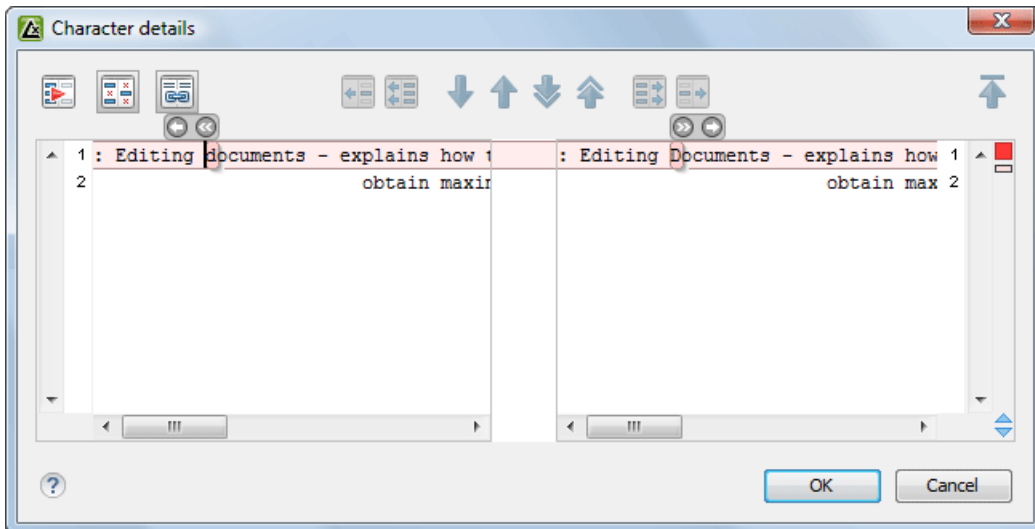 Character details
1 : Editing documents - explains how t : Editing Documents - explains how 1
2 obtain maxim obtain max 2
?
OK Cancel